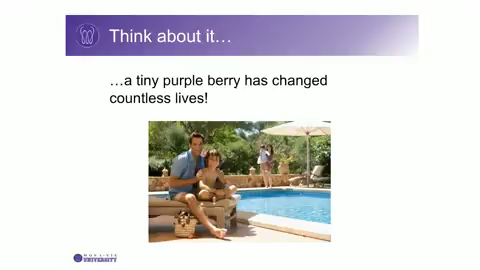 Think about it…
…a tiny purple berry has changed
countless lives!
UNIVERSITY